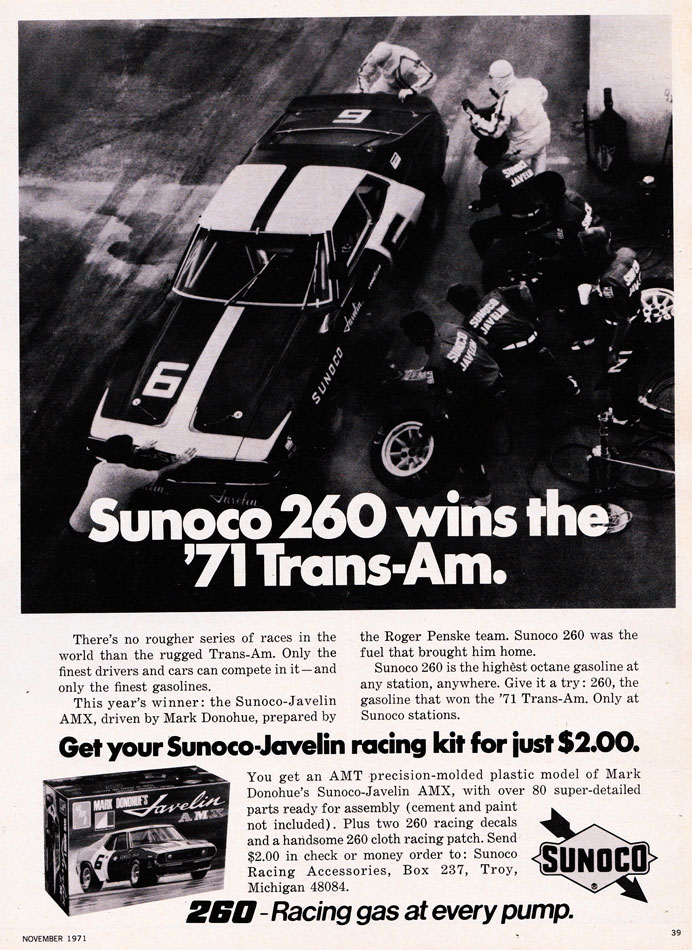 9
6
SUNOCO
JAVELIN
SUNOCO
JAVELIN
SUNOCO
JAVELIN
Javelin
SUNOCO
6
Javelin
Sunoco 260 wins the
'71 Trans-Am.
There's no rougher series of races in the
world than the rugged Trans-Am. Only the
finest drivers and cars can compete in it—and
only the finest gasolines.
This year's winner: the Sunoco-Javelin
AMX, driven by Mark Donohue, prepared by
the Roger Penske team. Sunoco 260 was the
fuel that brought him home.
Sunoco 260 is the highest octane gasoline at
any station, anywhere. Give it a try: 260, the
gasoline that won the '71 Trans-Am. Only at
Sunoco stations.
Get your Sunoco-Javelin racing kit for just $2.00.
MARK DONOHUE'S
Javelin
AMX
6
You get an AMT precision-molded plastic model of Mark
Donohue's Sunoco-Javelin AMX, with over 80 super-detailed
parts ready for assembly (cement and paint
not included). Plus two 260 racing decals
and a handsome 260 cloth racing patch. Send
$2.00 in check or money order to: Sunoco
Racing Accessories, Box 237, Troy,
Michigan 48084.
SUNOCO
®
260 - Racing gas at every pump.
NOVEMBER 1971
39